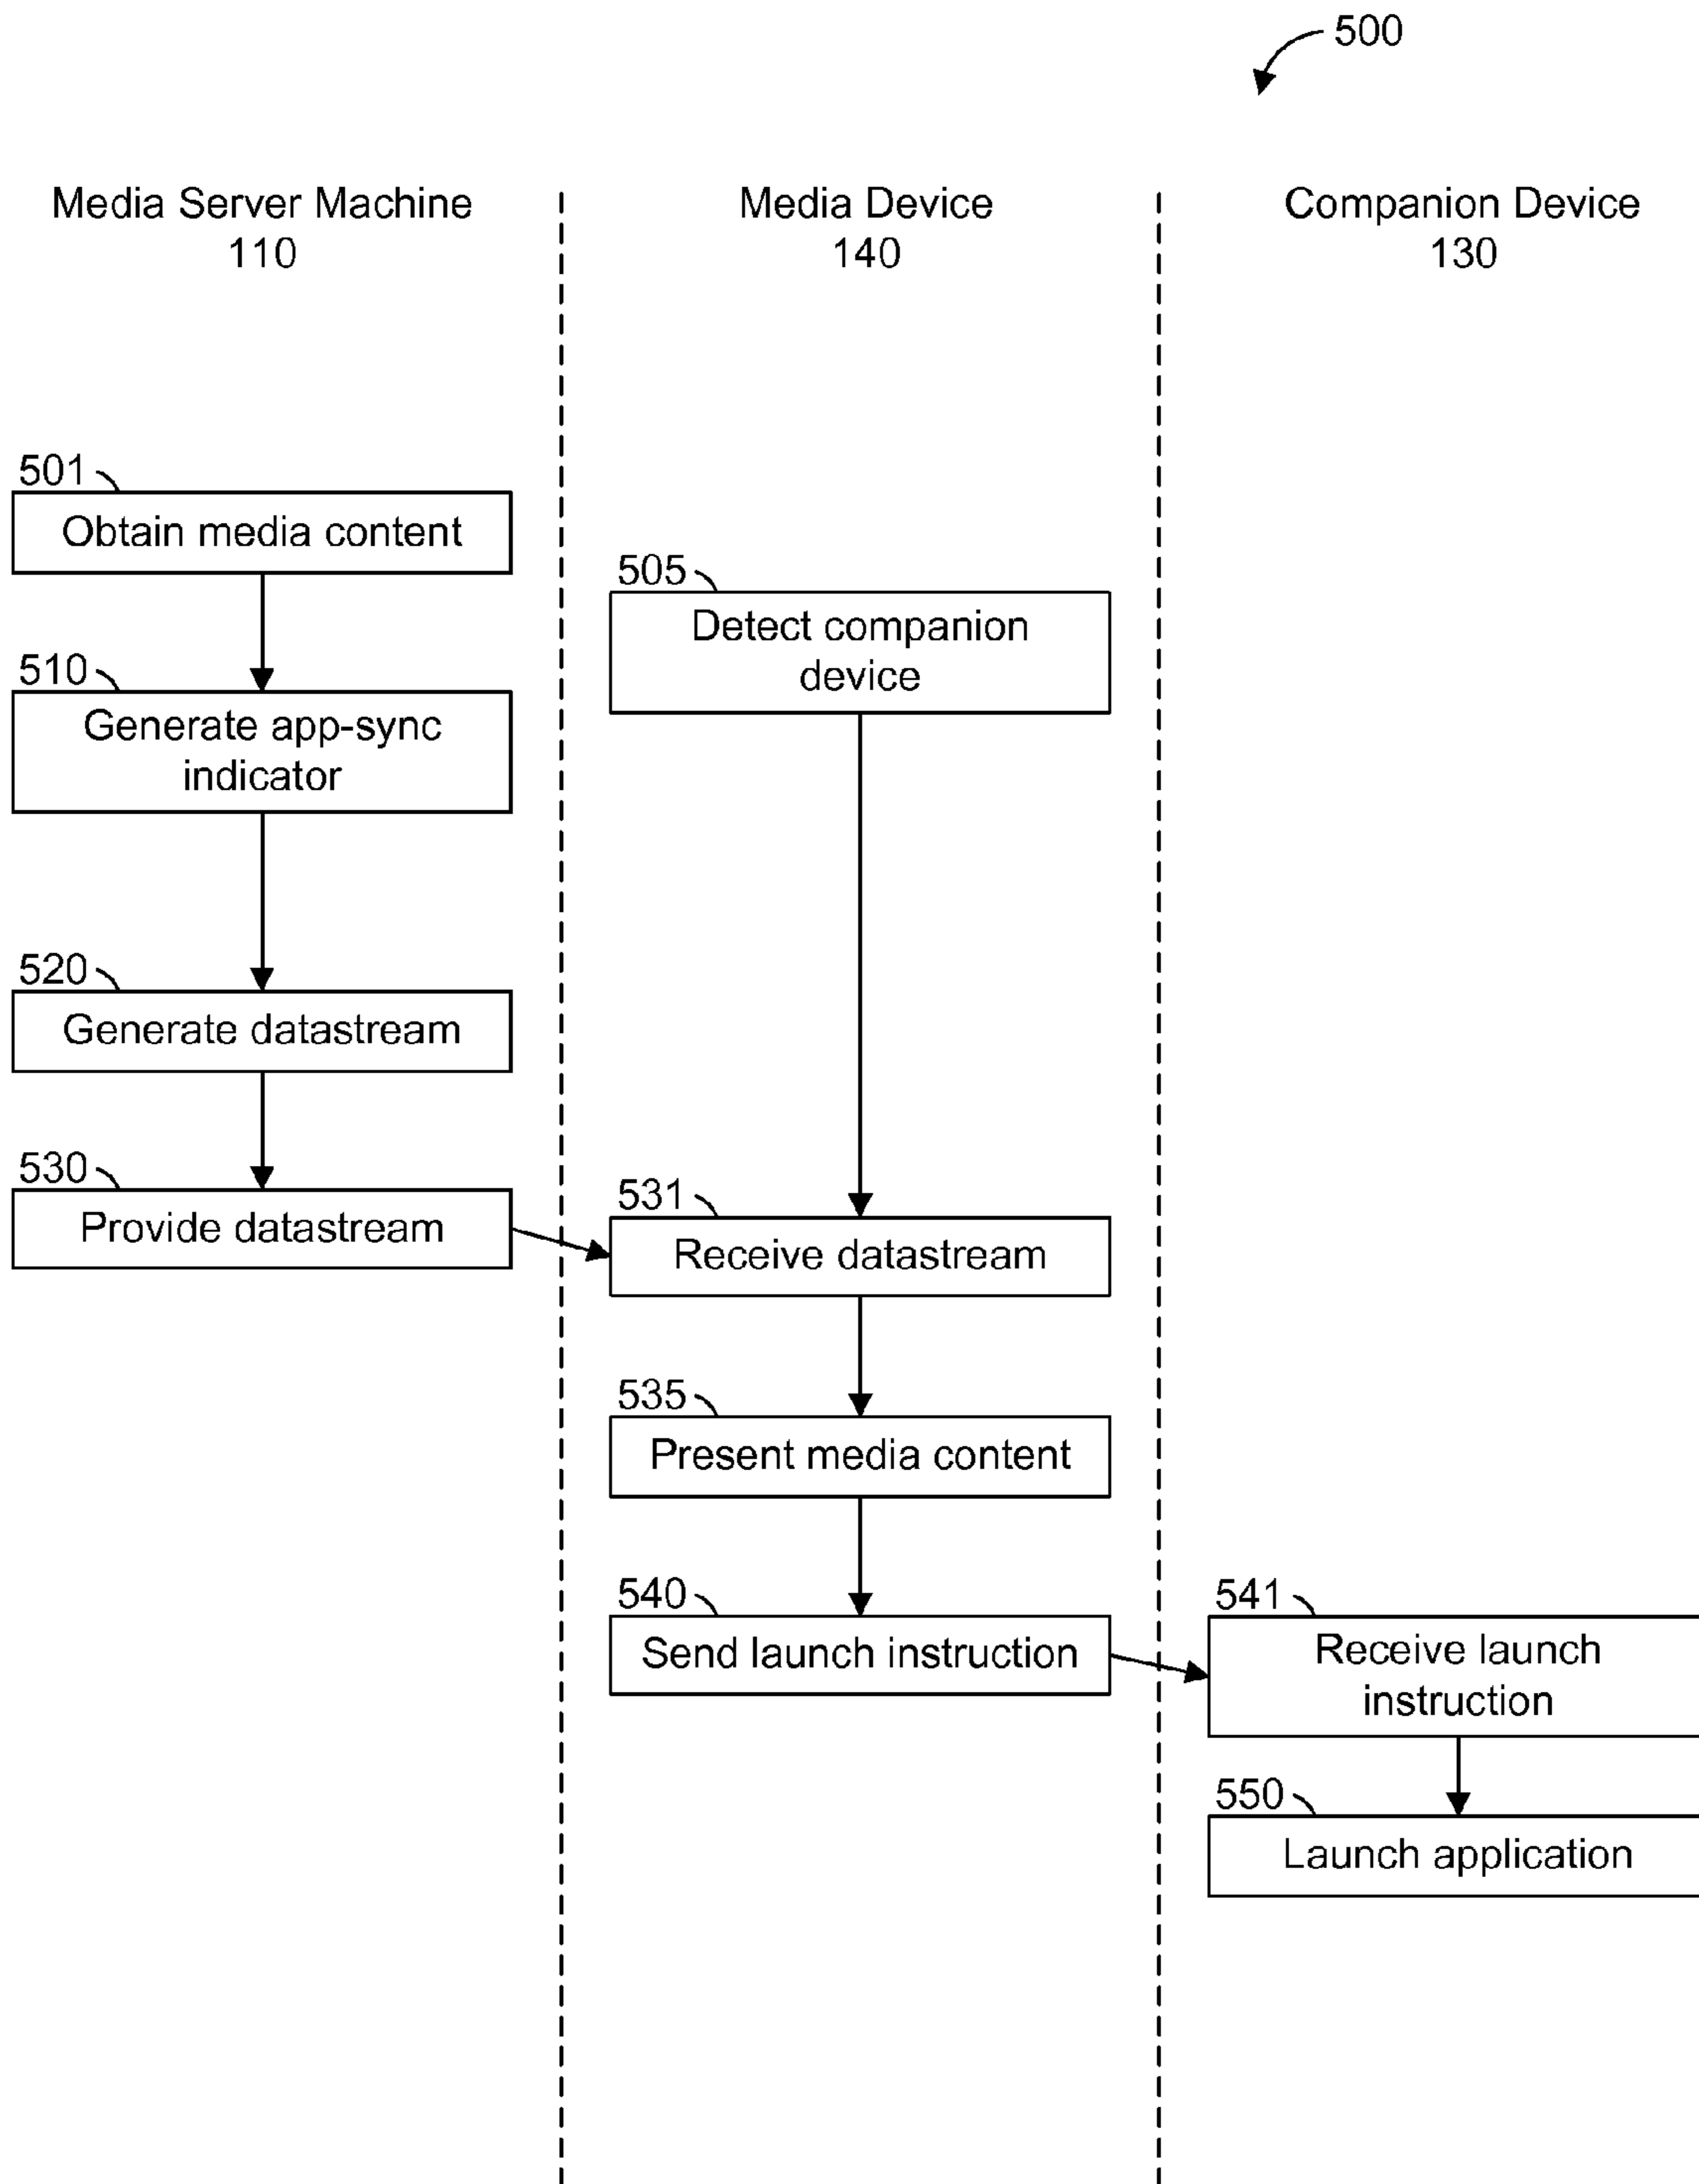 500
Media Server Machine
110
Media Device
140
Companion Device
130
501
Obtain media content
505
Detect companion
device
510
Generate app-sync
indicator
520
Generate datastream
530
Provide datastream
531
Receive datastream
535
Present media content
540
Send launch instruction
541
Receive launch
instruction
550
Launch application